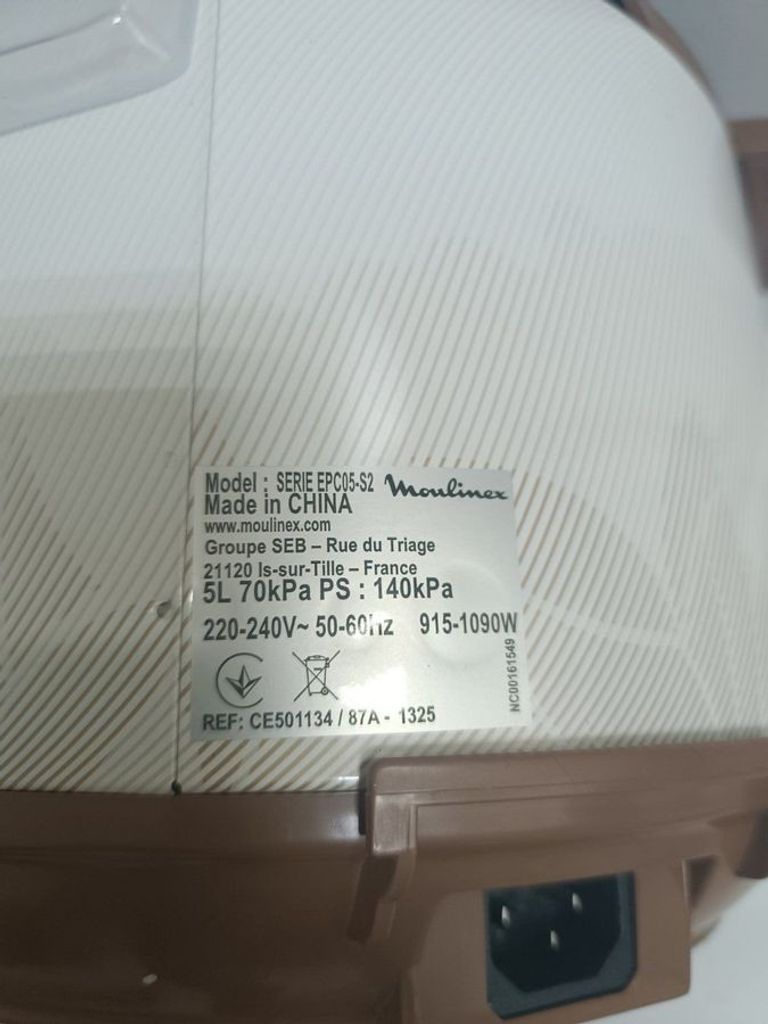 Model : SERIE EPC05-S2 Moulinex
Made in CHINA
www.moulinex.com
Groupe SEB – Rue du Triage
21120 Is-sur-Tille – France
5L 70kPa PS : 140kPa
220-240V~ 50-60Hz 915-1090W
NC00161549
REF: CE501134 / 87A - 1325